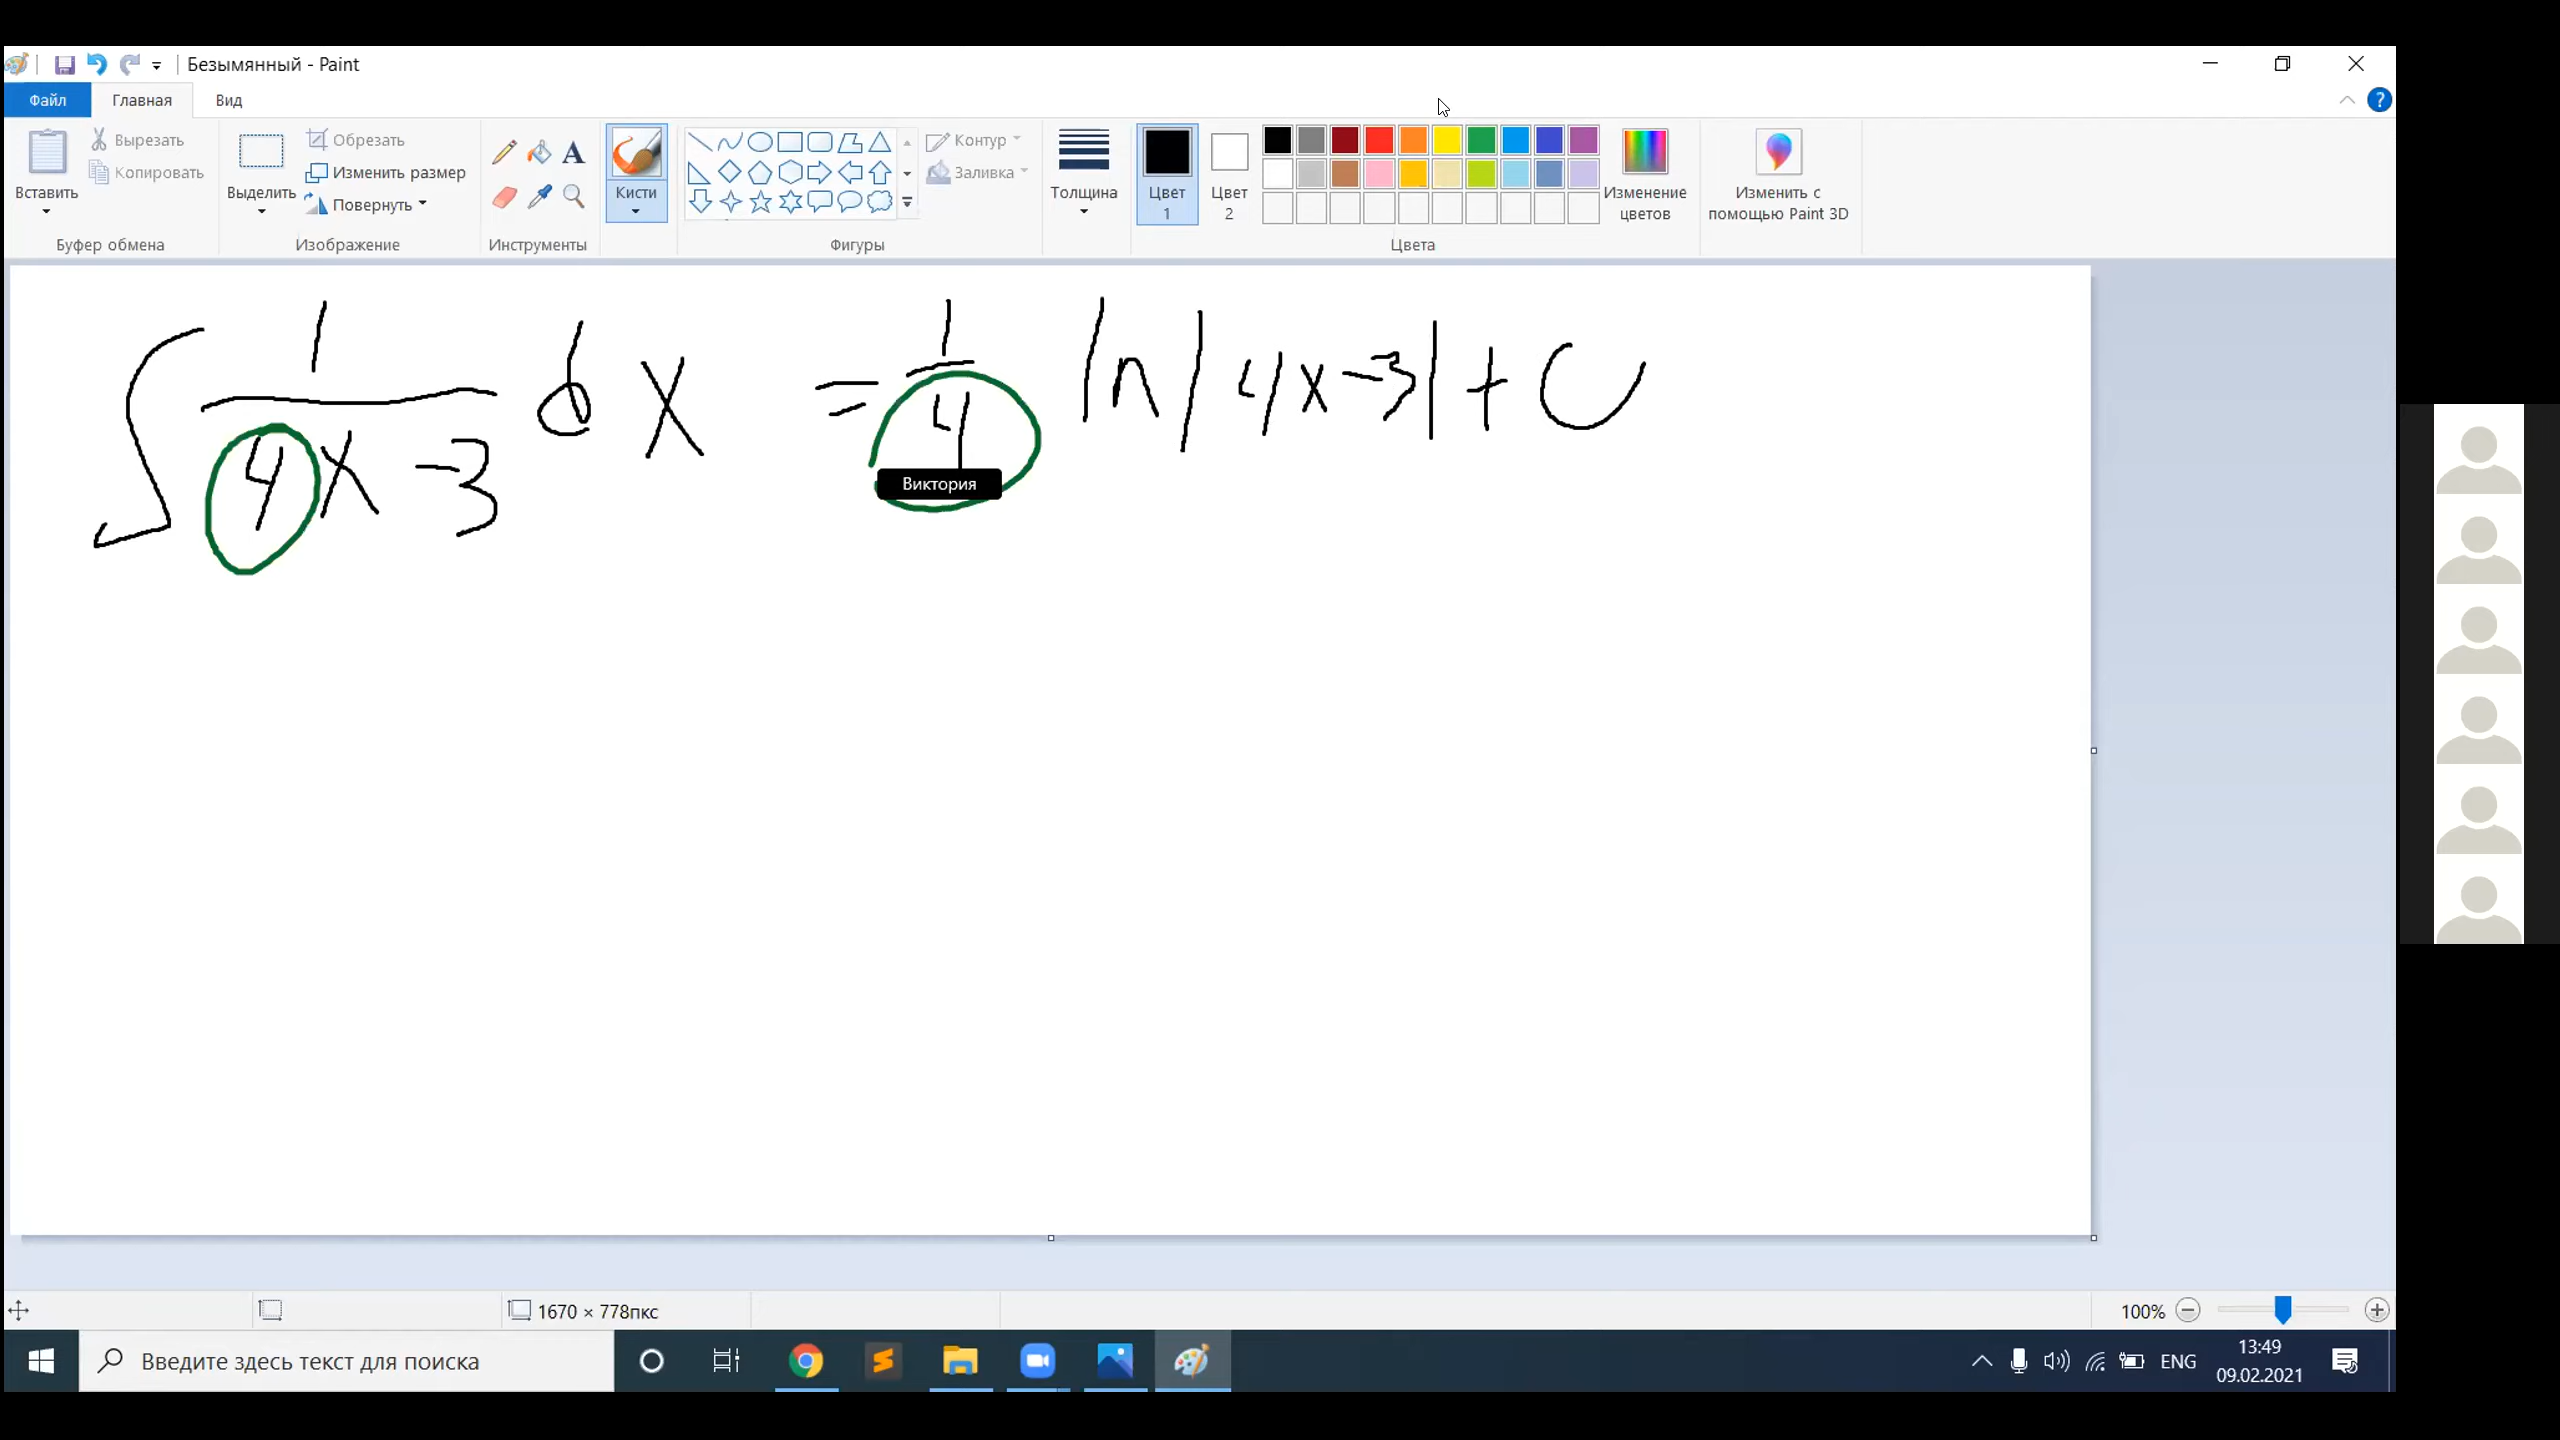 Безымянный - Paint
Файл Главная Вид
Вставить
Вырезать
Копировать
Буфер обмена
Выделить
Обрезать
Изменить размер
Повернуть
Изображение
A
Инструменты
Кисти
Контур
Заливка
Фигуры
Толщина
Цвет 1
Цвет 2
Изменение цветов
Цвета
Изменить с помощью Paint 3D
?
∫ 1/(4x-3) dx = 1/4 ln|4x-3| + C
Виктория
1670 × 778пкс
100%
Введите здесь текст для поиска
ENG
13:49
09.02.2021